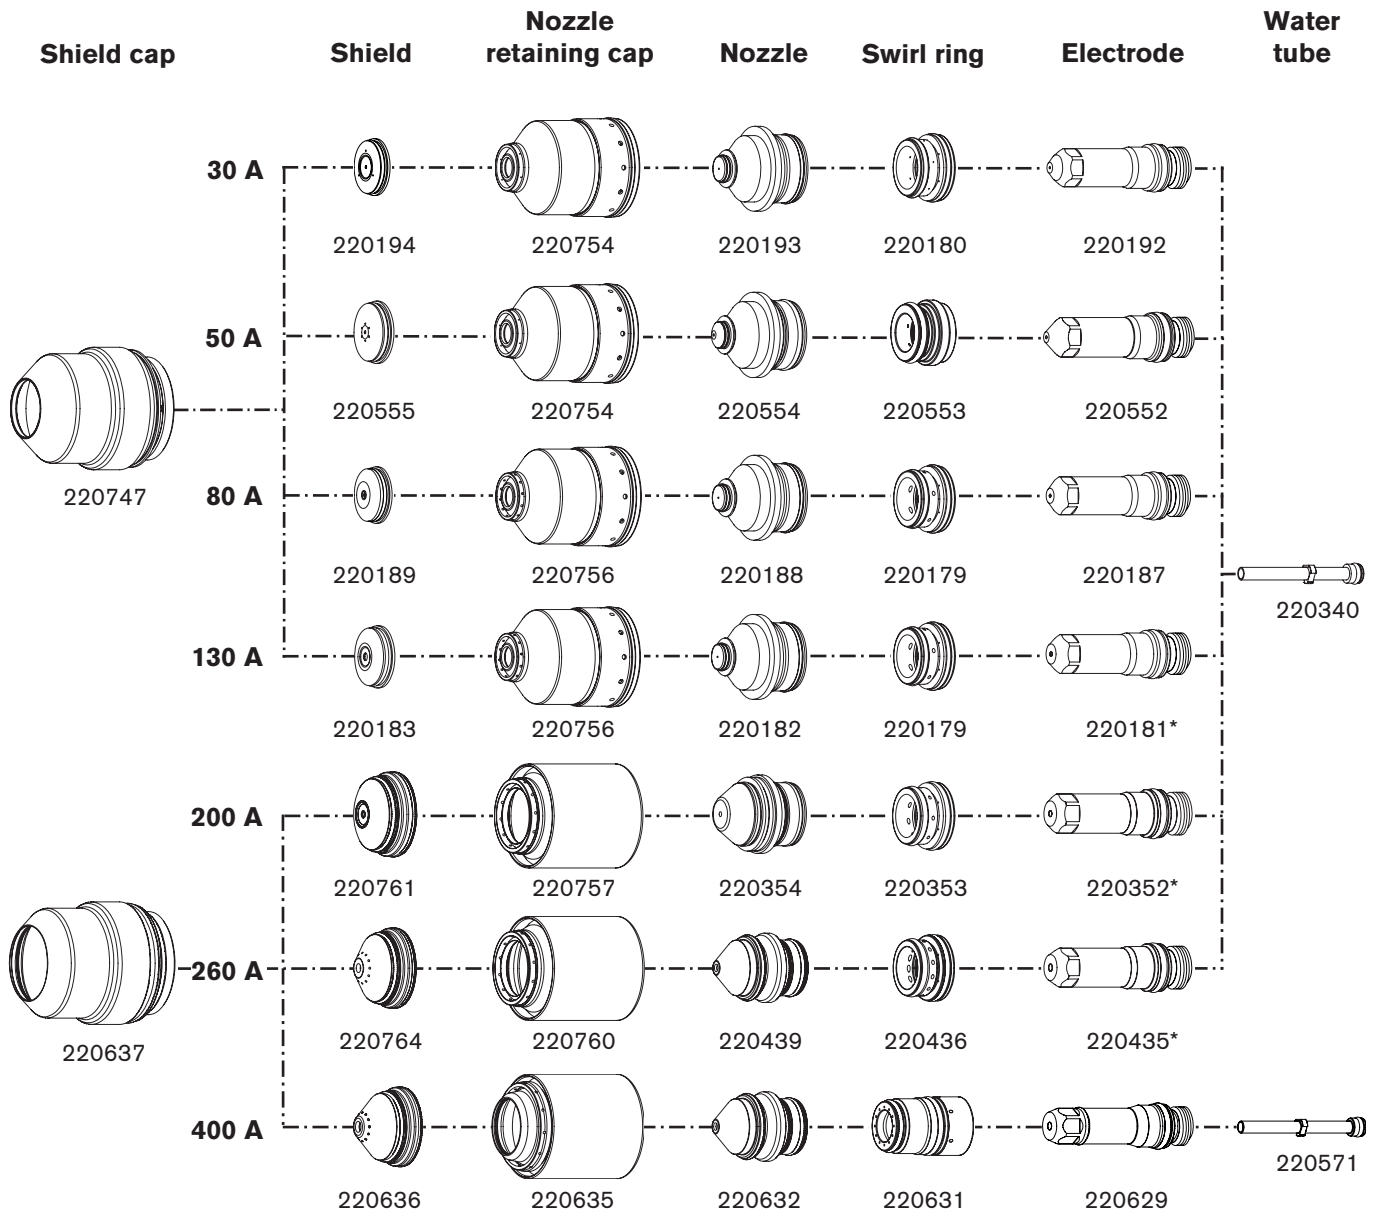 Shield cap
Shield
Nozzle
retaining cap
Nozzle
Swirl ring
Electrode
Water
tube
30 A
220194
220754
220193
220180
220192
50 A
220555
220754
220554
220553
220552
220747
80 A
220189
220756
220188
220179
220187
220340
130 A
220183
220756
220182
220179
220181*
200 A
220761
220757
220354
220353
220352*
260 A
220637
220764
220760
220439
220436
220435*
400 A
220636
220635
220632
220631
220629
220571